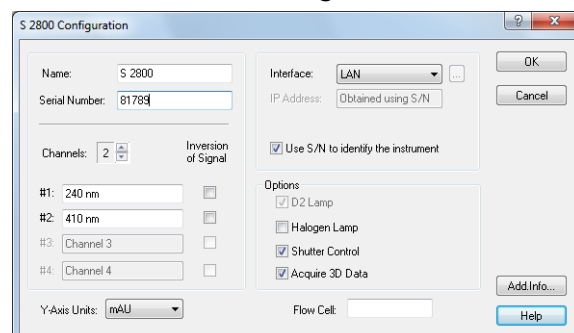 S 2800 Configuration
Name: S 2800
Serial Number: 81789
Channels: 2
Inversion of Signal
#1: 240 nm
#2: 410 nm
#3: Channel 3
#4: Channel 4
Y-Axis Units: mAU
Interface: LAN ...
IP Address: Obtained using S/N
Use S/N to identify the instrument
Options
D2 Lamp
Halogen Lamp
Shutter Control
Acquire 3D Data
Flow Cell:
OK
Cancel
Add.Info...
Help